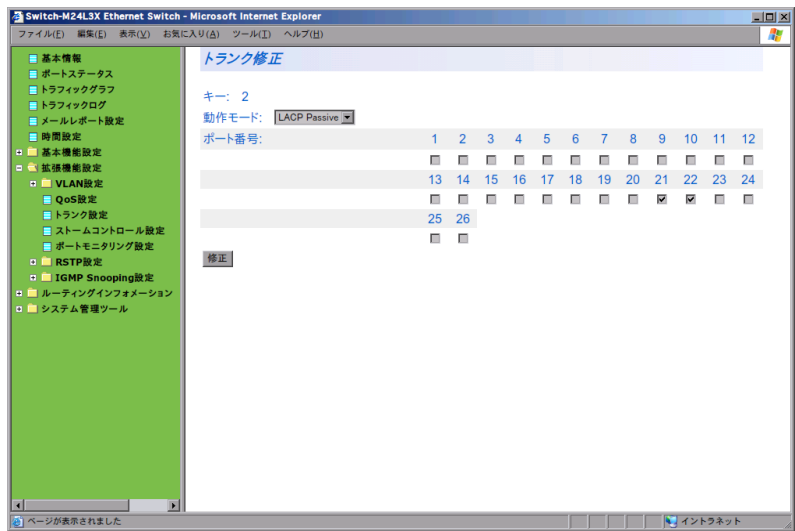 Switch-M24L3X Ethernet Switch - Microsoft Internet Explorer
ファイル(F) 編集(E) 表示(V) お気に入り(A) ツール(T) ヘルプ(H)
基本情報
ポートステータス
トラフィックグラフ
トラフィックログ
メールレポート設定
時間設定
基本機能設定
拡張機能設定
VLAN設定
QoS設定
トランク設定
ストームコントロール設定
ポートモニタリング設定
RSTP設定
IGMP Snooping設定
ルーティングインフォメーション
システム管理ツール
トランク修正
キー: 2
動作モード: LACP Passive
ポート番号: 1 2 3 4 5 6 7 8 9 10 11 12
13 14 15 16 17 18 19 20 21 22 23 24
25 26
修正
ページが表示されました イントラネット